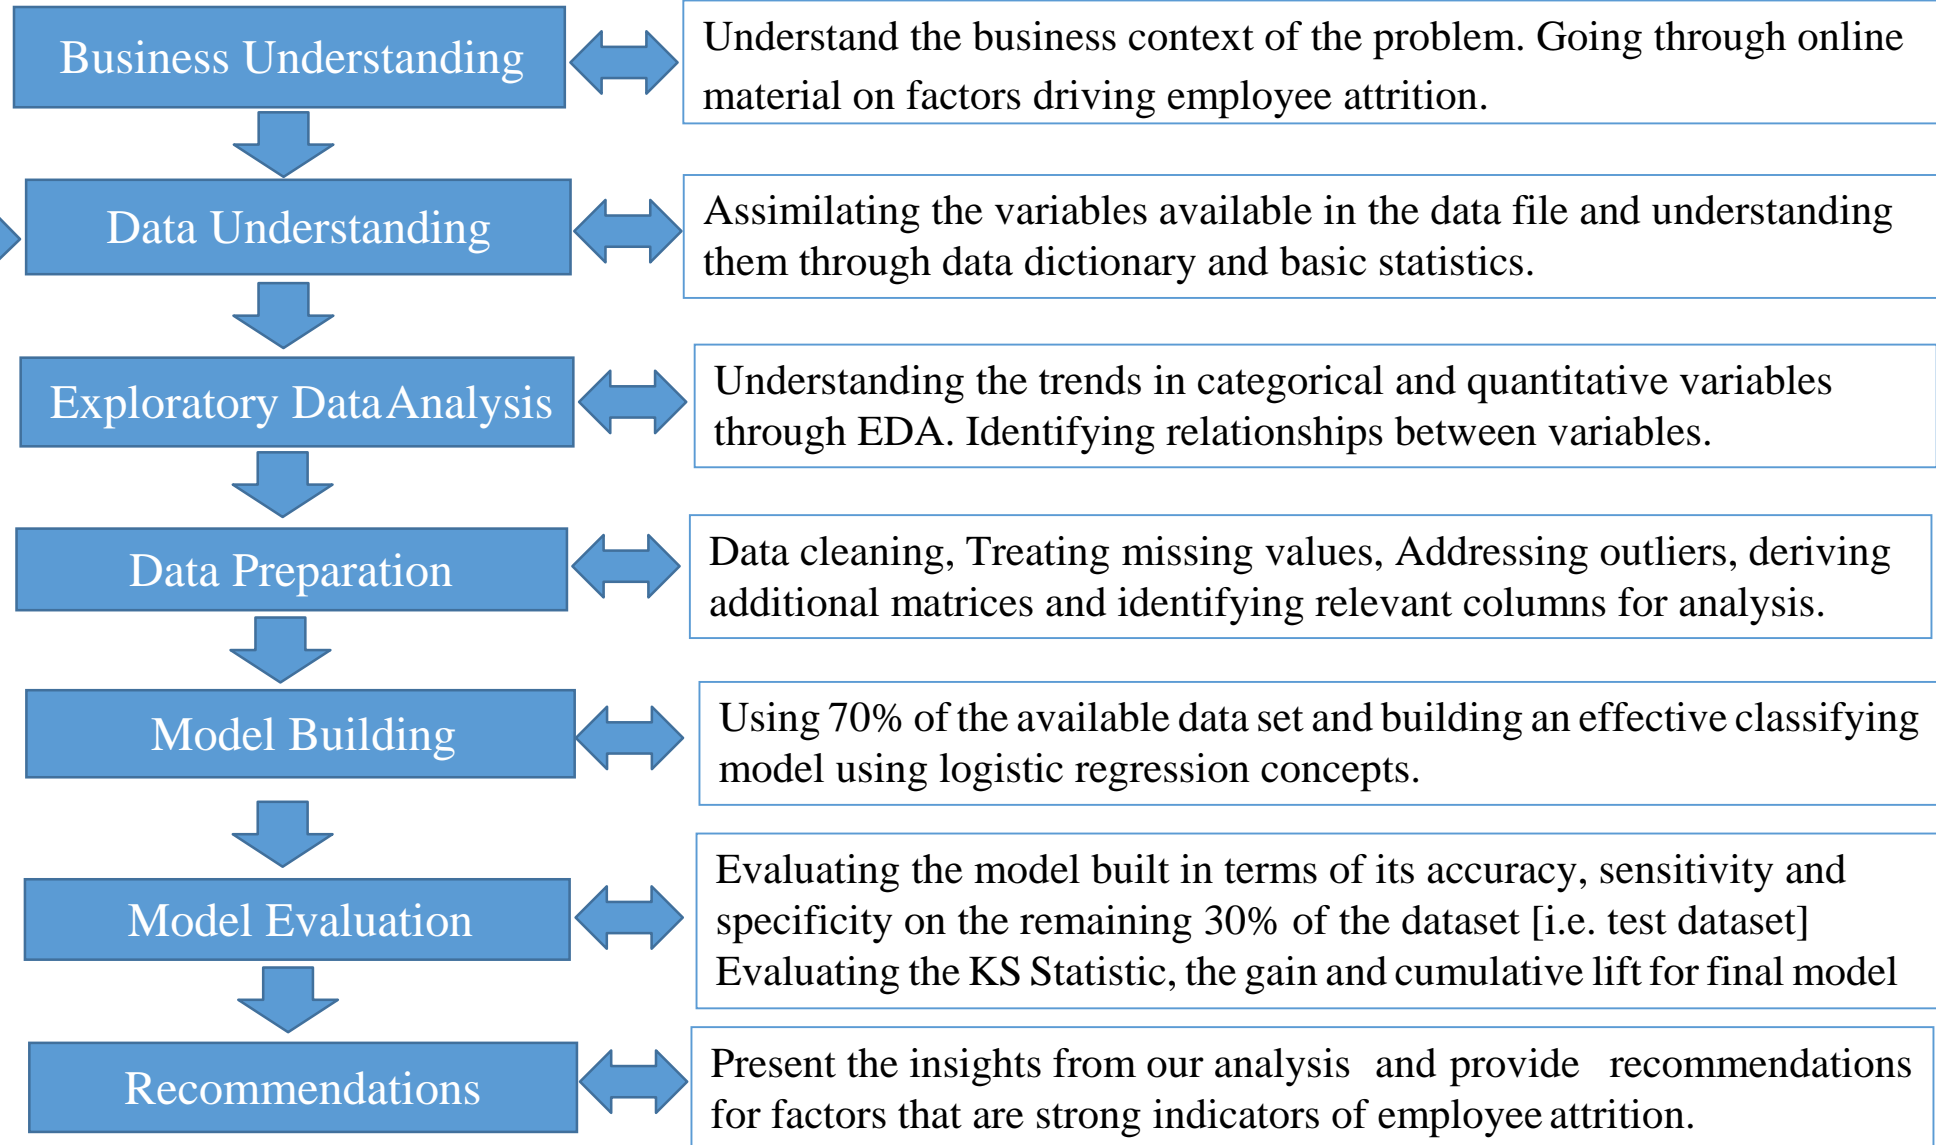 Business Understanding
Understand the business context of the problem. Going through online
material on factors driving employee attrition.
Data Understanding
Assimilating the variables available in the data file and understanding
them through data dictionary and basic statistics.
Exploratory Data Analysis
Understanding the trends in categorical and quantitative variables
through EDA. Identifying relationships between variables.
Data Preparation
Data cleaning, Treating missing values, Addressing outliers, deriving
additional matrices and identifying relevant columns for analysis.
Model Building
Using 70% of the available data set and building an effective classifying
model using logistic regression concepts.
Model Evaluation
Evaluating the model built in terms of its accuracy, sensitivity and
specificity on the remaining 30% of the dataset [i.e. test dataset]
Evaluating the KS Statistic, the gain and cumulative lift for final model
Recommendations
Present the insights from our analysis and provide recommendations
for factors that are strong indicators of employee attrition.